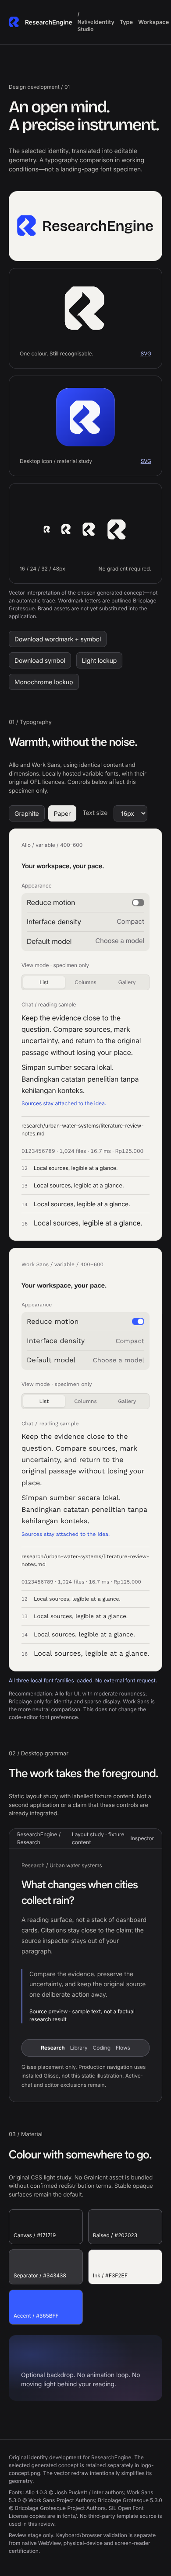 ResearchEngine
/ Native Studio
Identity
Type
Workspace
Design development / 01
An open mind.
A precise instrument.
The selected identity, translated into editable
geometry. A typography comparison in working
conditions—not a landing-page font specimen.
ResearchEngine
One colour. Still recognisable.
SVG
Desktop icon / material study
SVG
16 / 24 / 32 / 48px
No gradient required.
Vector interpretation of the chosen generated concept—not
an automatic trace. Wordmark letters are outlined Bricolage
Grotesque. Brand assets are not yet substituted into the
application.
Download wordmark + symbol
Download symbol
Light lockup
Monochrome lockup
01 / Typography
Warmth, without the noise.
Allo and Work Sans, using identical content and
dimensions. Locally hosted variable fonts, with their
original OFL licences. Controls below affect this
specimen only.
Graphite
Paper
Text size
16px
Allo / variable / 400–600
Your workspace, your pace.
Appearance
Reduce motion
Interface density
Compact
Default model
Choose a model
View mode · specimen only
List
Columns
Gallery
Chat / reading sample
Keep the evidence close to the
question. Compare sources, mark
uncertainty, and return to the original
passage without losing your place.
Simpan sumber secara lokal.
Bandingkan catatan penelitian tanpa
kehilangan konteks.
Sources stay attached to the idea.
research/urban-water-systems/literature-review-
notes.md
0123456789 · 1,024 files · 16.7 ms · Rp125.000
12 Local sources, legible at a glance.
13 Local sources, legible at a glance.
14 Local sources, legible at a glance.
16 Local sources, legible at a glance.
Work Sans / variable / 400–600
Your workspace, your pace.
Appearance
Reduce motion
Interface density
Compact
Default model
Choose a model
View mode · specimen only
List
Columns
Gallery
Chat / reading sample
Keep the evidence close to the
question. Compare sources, mark
uncertainty, and return to the
original passage without losing your
place.
Simpan sumber secara lokal.
Bandingkan catatan penelitian tanpa
kehilangan konteks.
Sources stay attached to the idea.
research/urban-water-systems/literature-review-
notes.md
0123456789 · 1,024 files · 16.7 ms · Rp125.000
12 Local sources, legible at a glance.
13 Local sources, legible at a glance.
14 Local sources, legible at a glance.
16 Local sources, legible at a glance.
All three local font families loaded. No external font request.
Recommendation: Allo for UI, with moderate roundness;
Bricolage only for identity and sparse display. Work Sans is
the more neutral comparison. This does not change the
code-editor font preference.
02 / Desktop grammar
The work takes the foreground.
Static layout study with labelled fixture content. Not a
second application or a claim that these controls are
already integrated.
ResearchEngine /
Research
Layout study · fixture
content
Inspector
Research / Urban water systems
What changes when cities
collect rain?
A reading surface, not a stack of dashboard
cards. Citations stay close to the claim; the
source inspector stays out of your
paragraph.
Compare the evidence, preserve the
uncertainty, and keep the original source
one deliberate action away.
Source preview · sample text, not a factual
research result
Research
Library
Coding
Flows
Glisse placement only. Production navigation uses
installed Glisse, not this static illustration. Active-
chat and editor exclusions remain.
03 / Material
Colour with somewhere to go.
Original CSS light study. No Grainient asset is bundled
without confirmed redistribution terms. Stable opaque
surfaces remain the default.
Canvas / #171719
Raised / #202023
Separator / #343438
Ink / #F3F2EF
Accent / #365BFF
Optional backdrop. No animation loop. No
moving light behind your reading.
Original identity development for ResearchEngine. The
selected generated concept is retained separately in logo-
concept.png. The vector redraw intentionally simplifies its
geometry.
Fonts: Allo 1.0.3 © Josh Puckett / Inter authors; Work Sans
5.3.0 © Work Sans Project Authors; Bricolage Grotesque 5.3.0
© Bricolage Grotesque Project Authors. SIL Open Font
License copies are in fonts/. No third-party template source is
used in this review.
Review stage only. Keyboard/browser validation is separate
from native WebView, physical-device and screen-reader
certification.